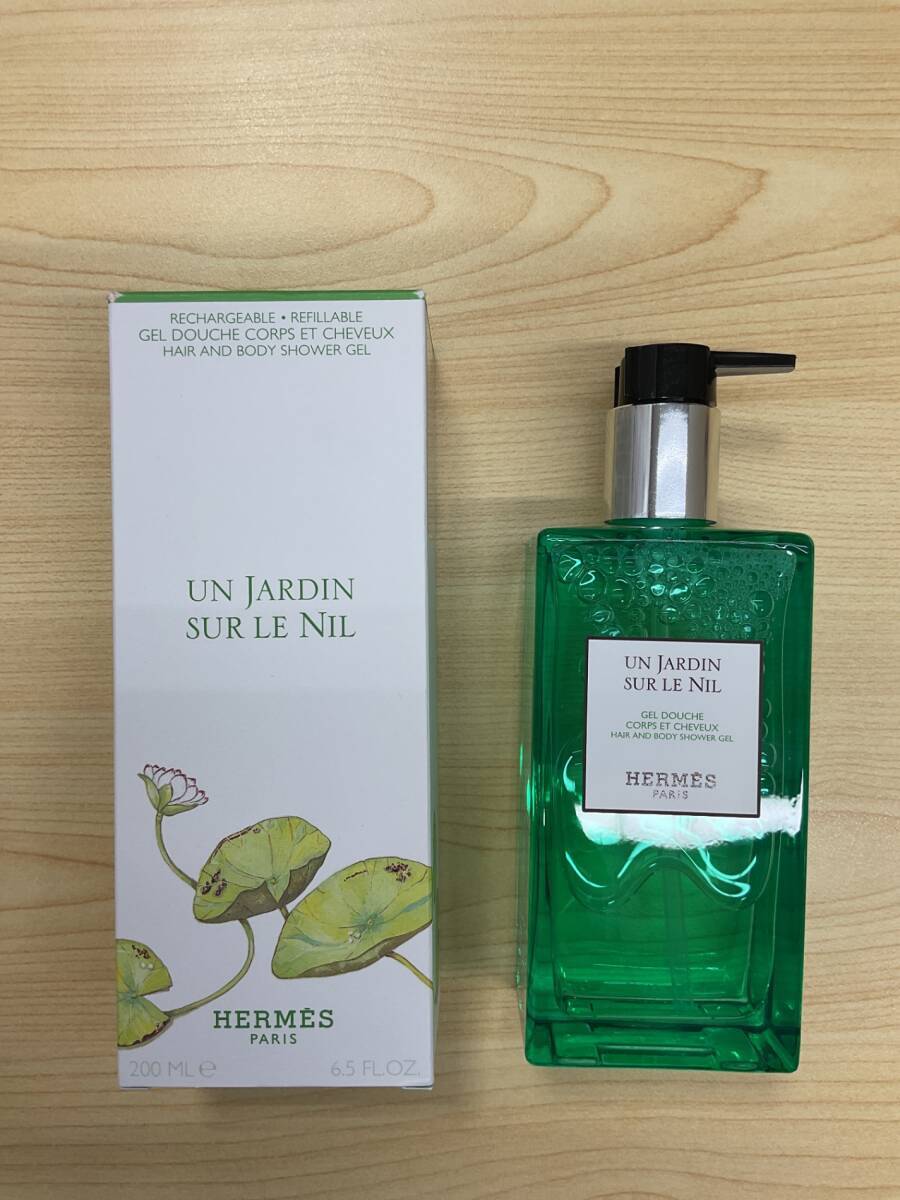 RECHARGEABLE • REFILLABLE
GEL DOUCHE CORPS ET CHEVEUX
HAIR AND BODY SHOWER GEL
UN JARDIN
SUR LE NIL
HERMÈS
PARIS
200 ML ℮ 6.5 FL.OZ.
UN JARDIN
SUR LE NIL
GEL DOUCHE
CORPS ET CHEVEUX
HAIR AND BODY SHOWER GEL
HERMÈS
PARIS